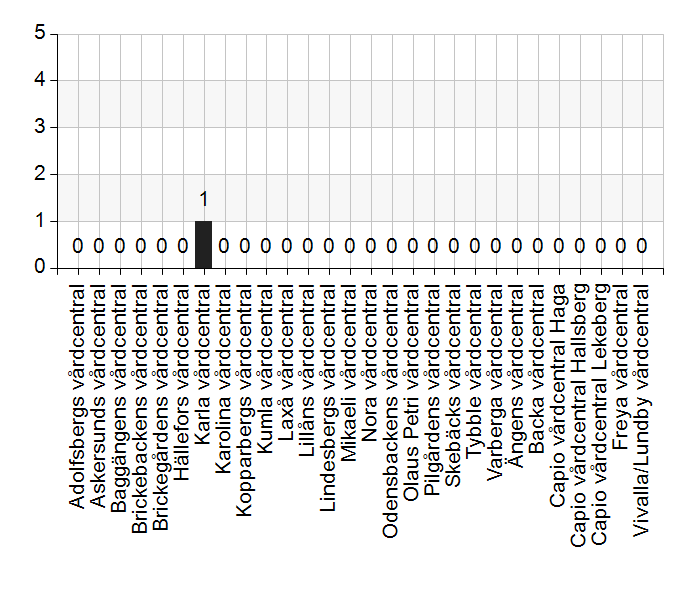 5
4
3
2
1
0
1
0 0 0 0 0 0 0 0 0 0 0 0 0 0 0 0 0 0 0 0 0 0 0 0 0 0 0
Adolfsbergs vårdcentral
Askersunds vårdcentral
Baggängens vårdcentral
Brickebackens vårdcentral
Brickegårdens vårdcentral
Hällefors vårdcentral
Karla vårdcentral
Karolina vårdcentral
Kopparbergs vårdcentral
Kumla vårdcentral
Laxå vårdcentral
Lillåns vårdcentral
Lindesbergs vårdcentral
Mikaeli vårdcentral
Nora vårdcentral
Odensbackens vårdcentral
Olaus Petri vårdcentral
Pilgårdens vårdcentral
Skebäcks vårdcentral
Tybble vårdcentral
Varberga vårdcentral
Ängens vårdcentral
Backa vårdcentral
Capio vårdcentral Haga
Capio vårdcentral Hallsberg
Capio vårdcentral Lekeberg
Freya vårdcentral
Vivalla/Lundby vårdcentral